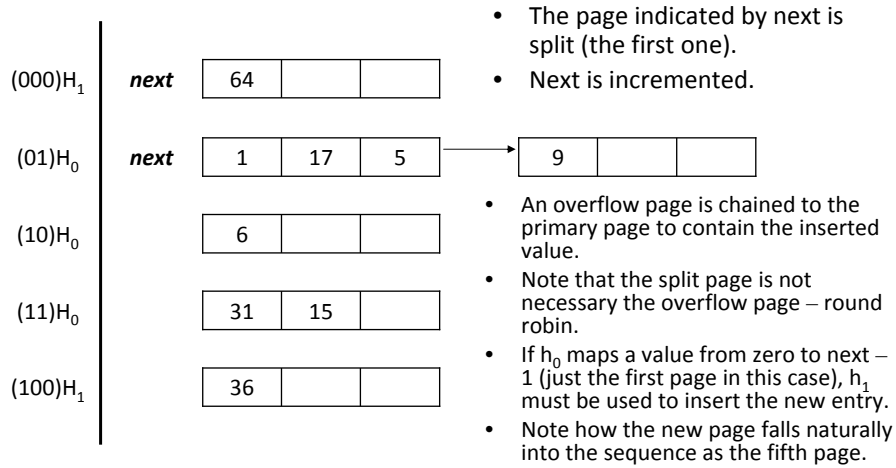 • The page indicated by next is
split (the first one).
• Next is incremented.
(000)H₁ next 64
(01)H₀ next 1 17 5 9
(10)H₀ 6
(11)H₀ 31 15
(100)H₁ 36
• An overflow page is chained to the
primary page to contain the inserted
value.
• Note that the split page is not
necessary the overflow page – round
robin.
• If h₀ maps a value from zero to next –
1 (just the first page in this case), h₁
must be used to insert the new entry.
• Note how the new page falls naturally
into the sequence as the fifth page.